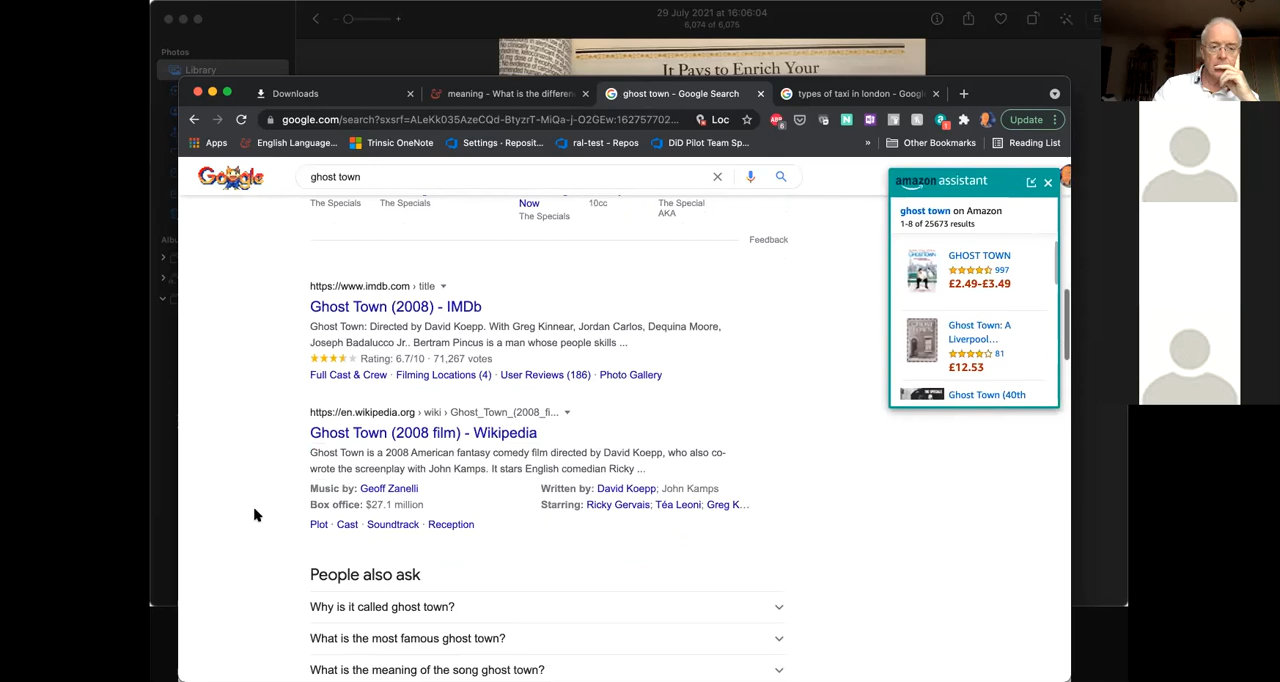 29 July 2021 at 16:06:04
6,074 of 6,075
Photos
Library
It Pays to Enrich Your
Downloads
meaning - What is the differen
ghost town - Google Search
types of taxi in london - Googl
google.com/search?sxsrf=ALeKk035AzeCQd-BtyzrT-MiQa-j-O2GEw:162757702...
Loc
Update
Apps
English Language...
Trinsic OneNote
Settings · Reposit...
ral-test - Repos
DiD Pilot Team Sp...
»
Other Bookmarks
Reading List
Google
ghost town
The Specials
The Specials
Now
The Specials
10cc
The Special
AKA
Feedback
https://www.imdb.com › title
Ghost Town (2008) - IMDb
Ghost Town: Directed by David Koepp. With Greg Kinnear, Jordan Carlos, Dequina Moore,
Joseph Badalucco Jr.. Bertram Pincus is a man whose people skills ...
Rating: 6.7/10 · 71,267 votes
Full Cast & Crew · Filming Locations (4) · User Reviews (186) · Photo Gallery
https://en.wikipedia.org › wiki › Ghost_Town_(2008_fi...
Ghost Town (2008 film) - Wikipedia
Ghost Town is a 2008 American fantasy comedy film directed by David Koepp, who also co-
wrote the screenplay with John Kamps. It stars English comedian Ricky ...
Music by: Geoff Zanelli
Written by: David Koepp; John Kamps
Box office: $27.1 million
Starring: Ricky Gervais; Téa Leoni; Greg K...
Plot · Cast · Soundtrack · Reception
People also ask
Why is it called ghost town?
What is the most famous ghost town?
What is the meaning of the song ghost town?
amazon assistant
ghost town on Amazon
1-8 of 25673 results
GHOST TOWN
997
£2.49-£3.49
Ghost Town: A
Liverpool...
81
£12.53
Ghost Town (40th